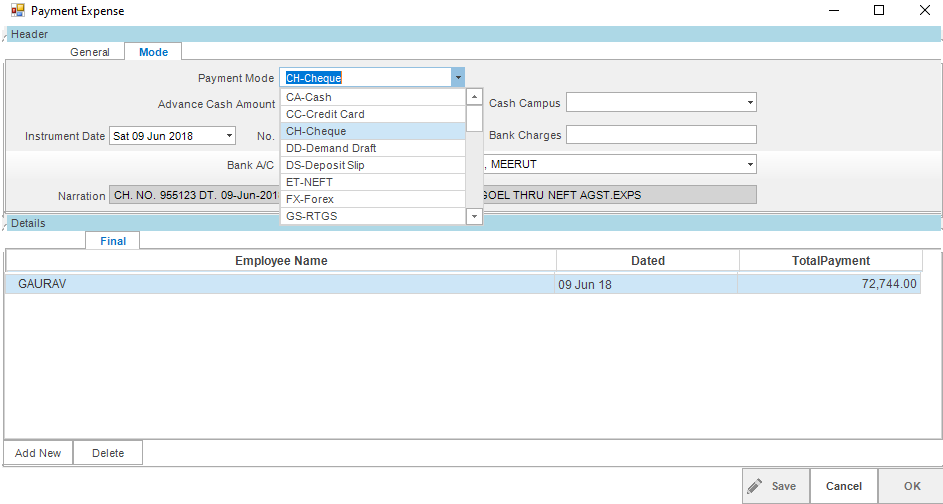 Payment Expense
Header
General Mode
Payment Mode CH-Cheque
CA-Cash
Advance Cash Amount Cash Campus
CC-Credit Card
Instrument Date Sat 09 Jun 2018 No. CH-Cheque Bank Charges
DD-Demand Draft
Bank A/C DS-Deposit Slip , MEERUT
ET-NEFT
Narration CH. NO. 955123 DT. 09-Jun-201 FX-Forex GOEL THRU NEFT AGST.EXPS
GS-RTGS
Details
Final
Employee Name Dated TotalPayment
GAURAV 09 Jun 18 72,744.00
Add New Delete
Save Cancel OK